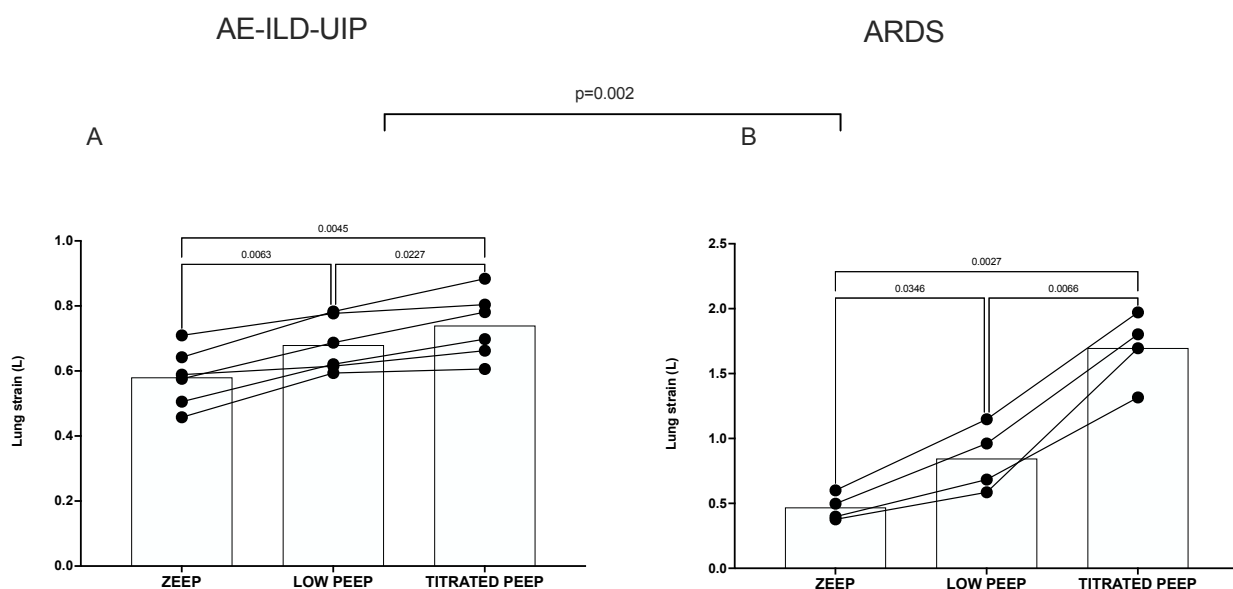 AE-ILD-UIP
ARDS
p=0.002
A
B
Lung strain (L)
1.0
0.8
0.6
0.4
0.2
0.0
0.0045
0.0063
0.0227
ZEEP
LOW PEEP
TITRATED PEEP
Lung strain (L)
2.5
2.0
1.5
1.0
0.5
0.0
0.0027
0.0346
0.0066
ZEEP
LOW PEEP
TITRATED PEEP